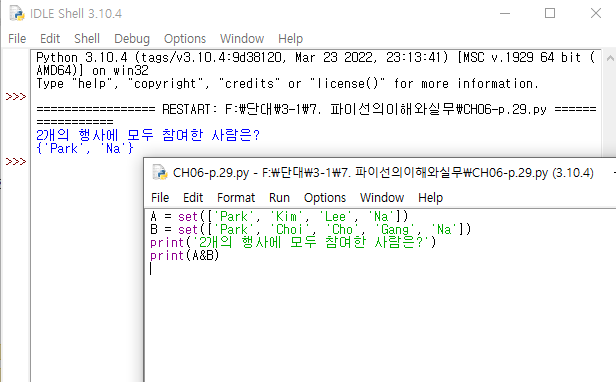 IDLE Shell 3.10.4
File Edit Shell Debug Options Window Help
Python 3.10.4 (tags/v3.10.4:9d38120, Mar 23 2022, 23:13:41) [MSC v.1929 64 bit (
AMD64)] on win32
Type "help", "copyright", "credits" or "license()" for more information.
>>>
================ RESTART: F:₩단대₩3-1₩7. 파이선의이해와실무₩CH06-p.29.py ======
===============
2개의 행사에 모두 참여한 사람은?
{'Park', 'Na'}
>>>
CH06-p.29.py - F:₩단대₩3-1₩7. 파이선의이해와실무₩CH06-p.29.py (3.10.4)
File Edit Format Run Options Window Help
A = set(['Park', 'Kim', 'Lee', 'Na'])
B = set(['Park', 'Choi', 'Cho', 'Gang', 'Na'])
print('2개의 행사에 모두 참여한 사람은?')
print(A&B)